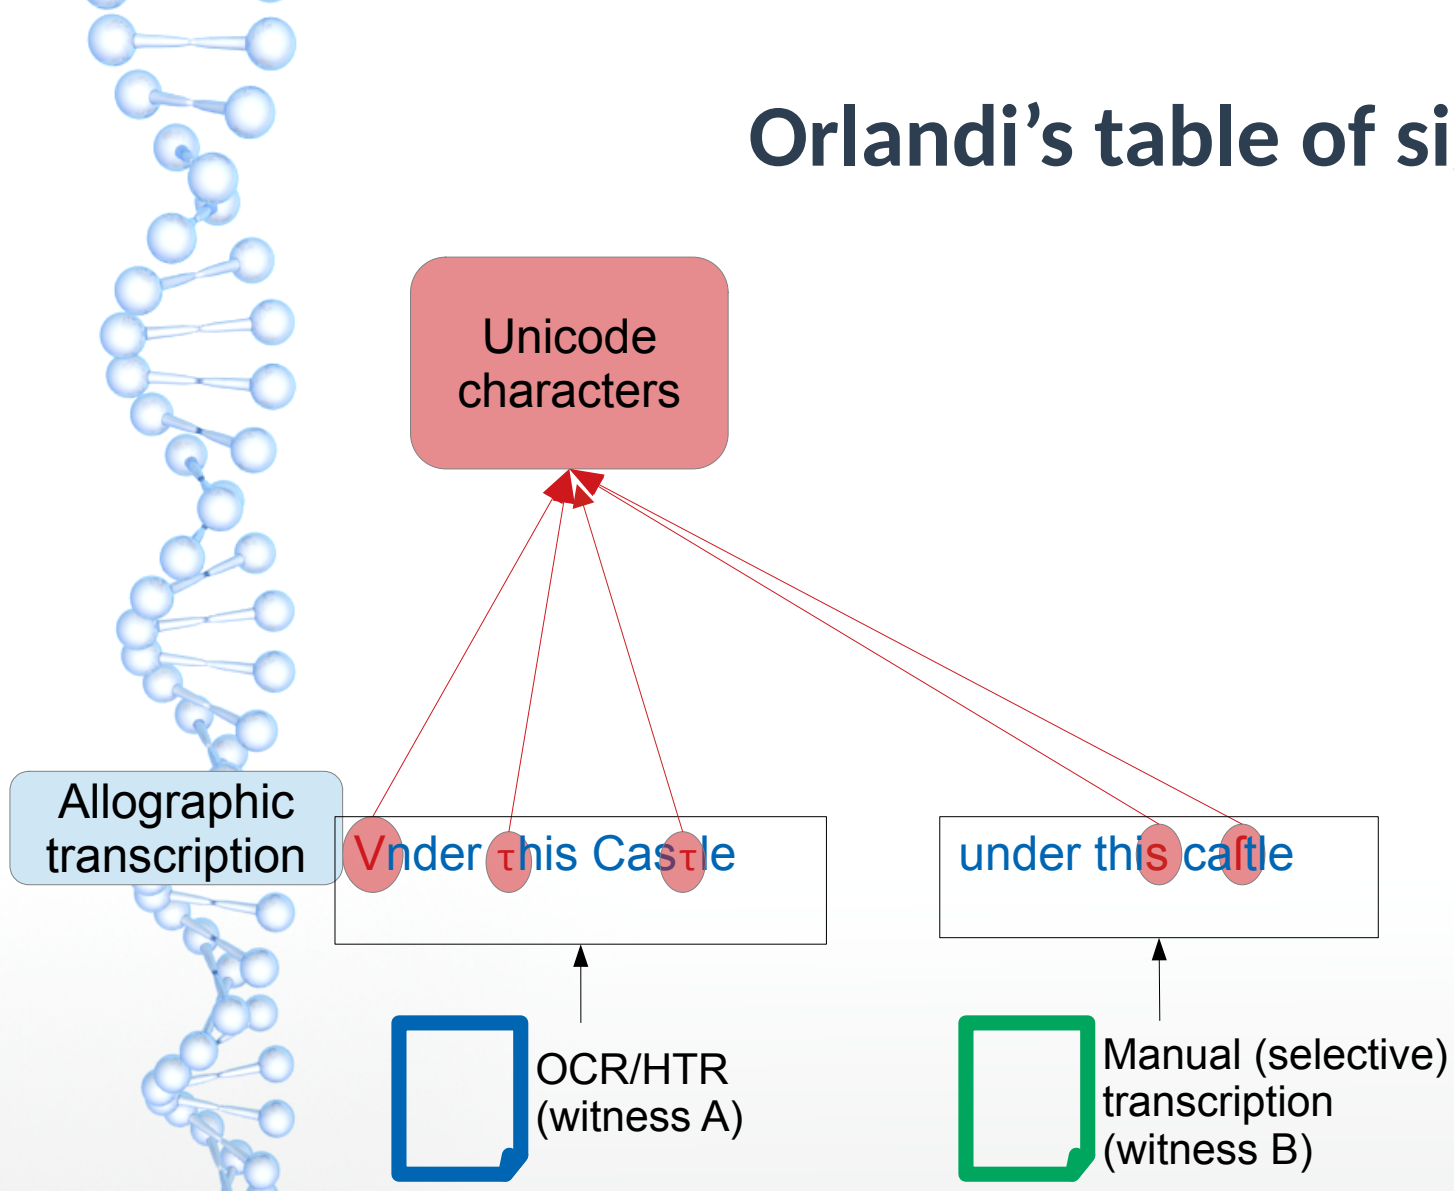 Orlandi’s table of
Unicode
characters
Allographic
transcription
Vnder τhis Casτle
under this caſtle
OCR/HTR
(witness A)
Manual (selective)
transcription
(witness B)